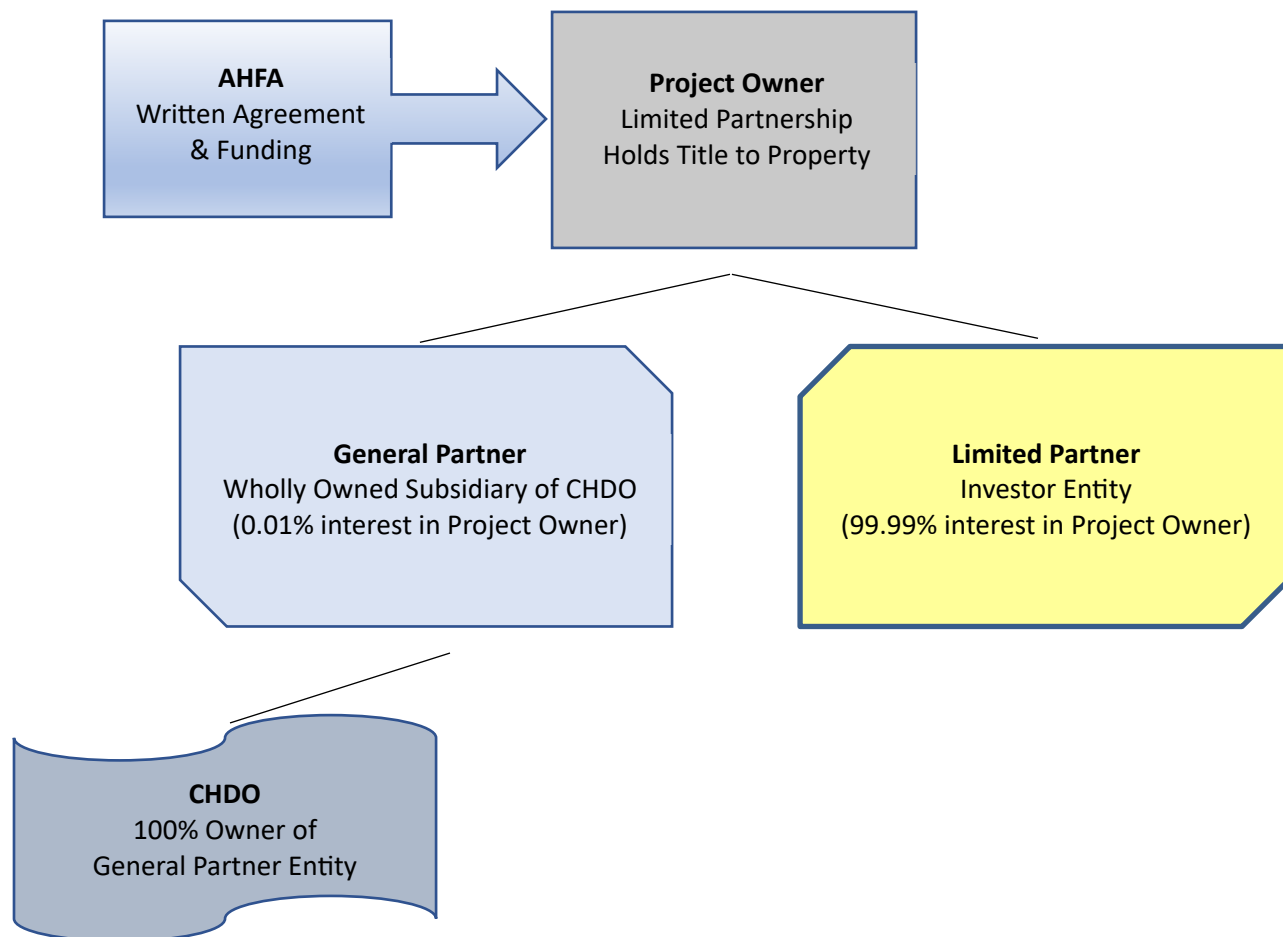 AHFA
Written Agreement
& Funding
Project Owner
Limited Partnership
Holds Title to Property
General Partner
Wholly Owned Subsidiary of CHDO
(0.01% interest in Project Owner)
Limited Partner
Investor Entity
(99.99% interest in Project Owner)
CHDO
100% Owner of
General Partner Entity